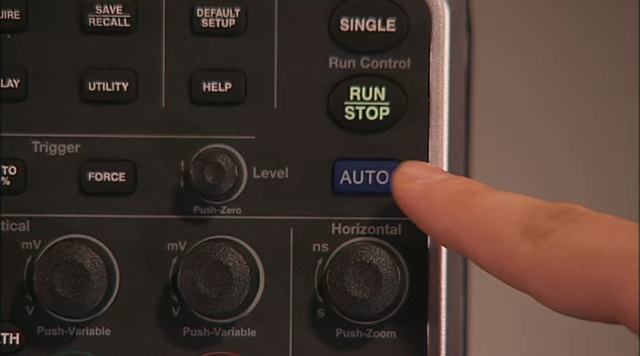 SAVE
RECALL
DEFAULT
SETUP
SINGLE
Run Control
UTILITY
HELP
RUN
STOP
Trigger
TO
%
FORCE
Level
AUTO
Push-Zero
mV
mV
Horizontal
ns
V
V
s
Push-Variable
Push-Variable
Push-Zoom